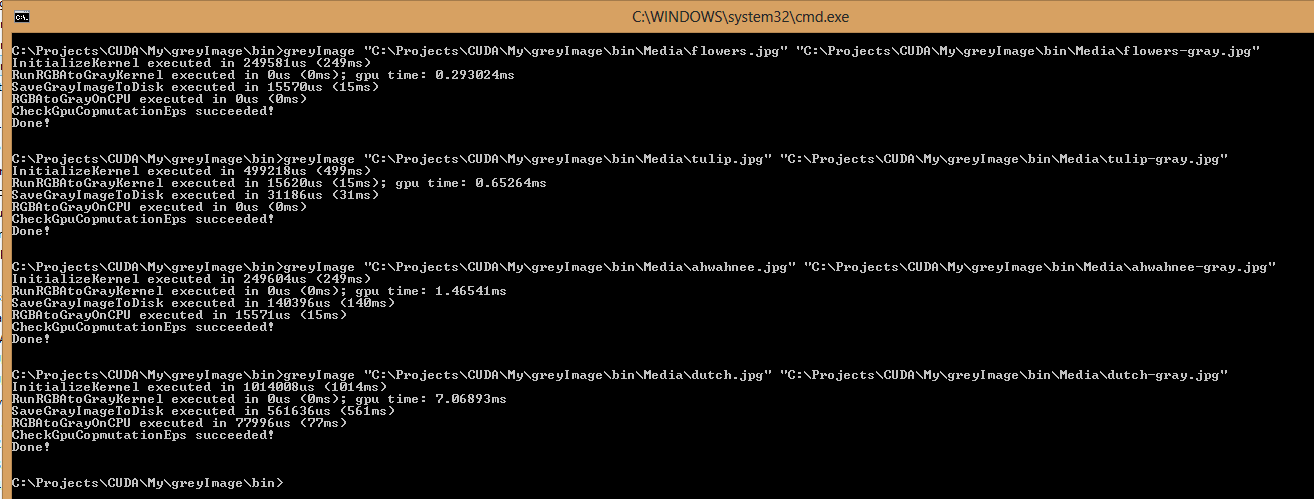 C:\WINDOWS\system32\cmd.exe
C:\Projects\CUDA\My\greyImage\bin>greyImage "C:\Projects\CUDA\My\greyImage\bin\Media\flowers.jpg" "C:\Projects\CUDA\My\greyImage\bin\Media\flowers-gray.jpg"
InitializeKernel executed in 249581us (249ms)
RunRGBAtoGrayKernel executed in 0us (0ms); gpu time: 0.293024ms
SaveGrayImageToDisk executed in 15570us (15ms)
RGBAtoGrayOnCPU executed in 0us (0ms)
CheckGpuCopmutationEps succeeded!
Done!
C:\Projects\CUDA\My\greyImage\bin>greyImage "C:\Projects\CUDA\My\greyImage\bin\Media\tulip.jpg" "C:\Projects\CUDA\My\greyImage\bin\Media\tulip-gray.jpg"
InitializeKernel executed in 499218us (499ms)
RunRGBAtoGrayKernel executed in 15620us (15ms); gpu time: 0.65264ms
SaveGrayImageToDisk executed in 31186us (31ms)
RGBAtoGrayOnCPU executed in 0us (0ms)
CheckGpuCopmutationEps succeeded!
Done!
C:\Projects\CUDA\My\greyImage\bin>greyImage "C:\Projects\CUDA\My\greyImage\bin\Media\ahwahnee.jpg" "C:\Projects\CUDA\My\greyImage\bin\Media\ahwahnee-gray.jpg"
InitializeKernel executed in 249604us (249ms)
RunRGBAtoGrayKernel executed in 0us (0ms); gpu time: 1.46541ms
SaveGrayImageToDisk executed in 140396us (140ms)
RGBAtoGrayOnCPU executed in 15571us (15ms)
CheckGpuCopmutationEps succeeded!
Done!
C:\Projects\CUDA\My\greyImage\bin>greyImage "C:\Projects\CUDA\My\greyImage\bin\Media\dutch.jpg" "C:\Projects\CUDA\My\greyImage\bin\Media\dutch-gray.jpg"
InitializeKernel executed in 1014008us (1014ms)
RunRGBAtoGrayKernel executed in 0us (0ms); gpu time: 7.06893ms
SaveGrayImageToDisk executed in 561636us (561ms)
RGBAtoGrayOnCPU executed in 77996us (77ms)
CheckGpuCopmutationEps succeeded!
Done!
C:\Projects\CUDA\My\greyImage\bin>